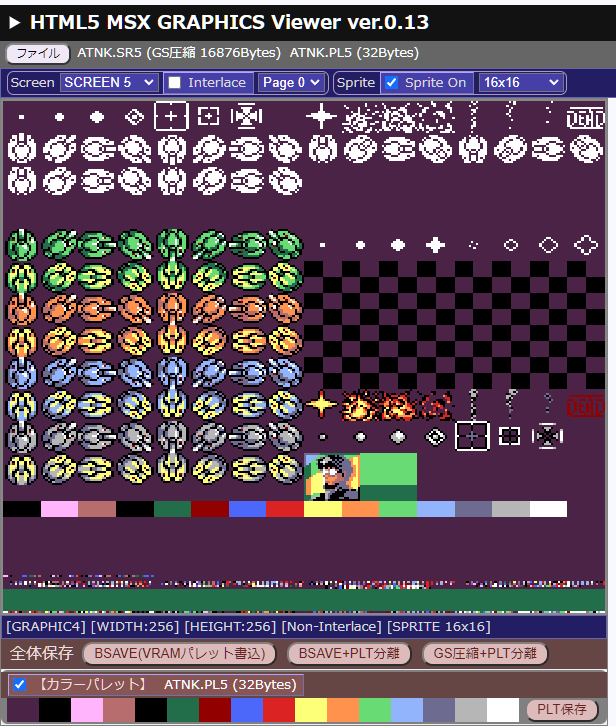 ▶ HTML5 MSX GRAPHICS Viewer ver.0.13
ファイル ATNK.SR5 (GS圧縮 16876Bytes) ATNK.PL5 (32Bytes)
Screen SCREEN 5 Interlace Page 0 Sprite Sprite On 16x16
[GRAPHIC4] [WIDTH:256] [HEIGHT:256] [Non-Interlace] [SPRITE 16x16]
全体保存 BSAVE(VRAMパレット書込) BSAVE+PLT分離 GS圧縮+PLT分離
【カラーパレット】 ATNK.PL5 (32Bytes)
PLT保存